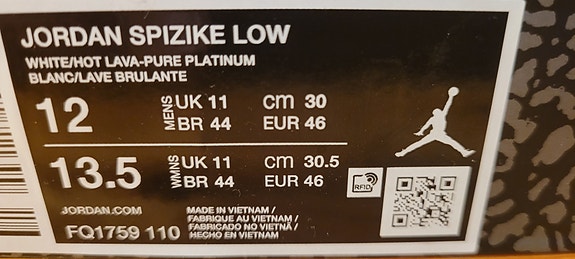 JORDAN SPIZIKE LOW
WHITE/HOT LAVA-PURE PLATINUM
BLANC/LAVE BRULANTE
12 MENS UK 11 CM 30
BR 44 EUR 46
13.5 WMNS UK 11 CM 30.5
BR 44 EUR 46
RFID
JORDAN.COM
FQ1759 110
MADE IN VIETNAM /
FABRIQUE AU VIETNAM /
FABRICADO NO VIETNÃ /
HECHO EN VIETNAM